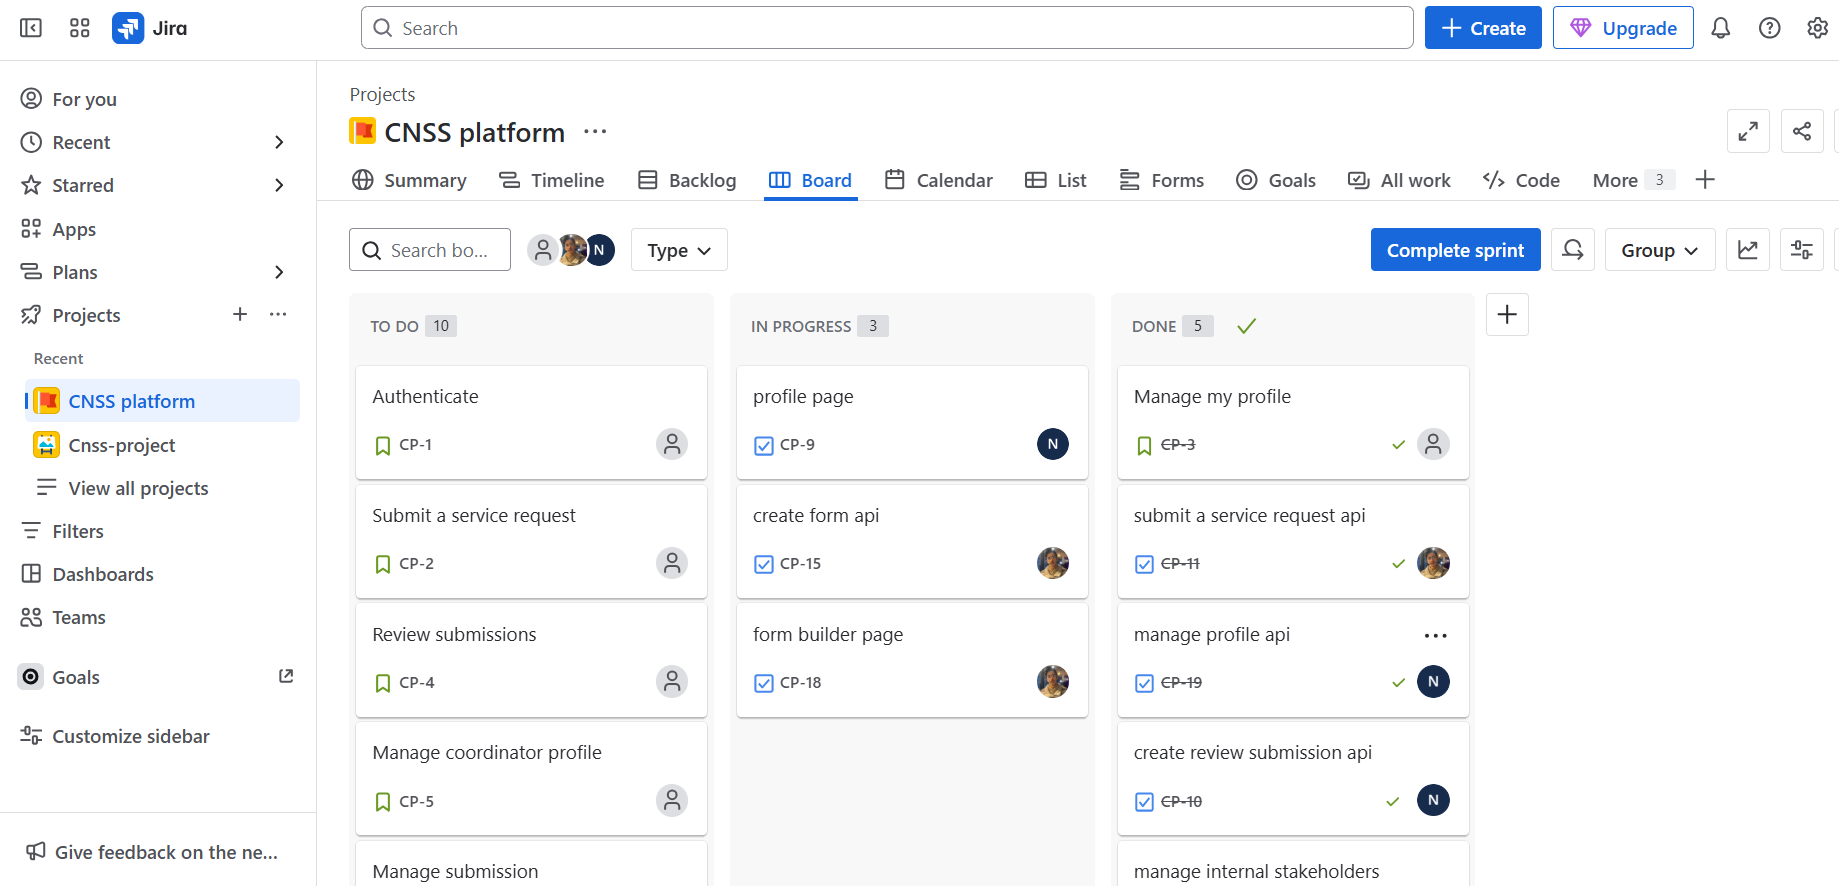 Jira
Search
Create
Upgrade
For you
Recent
Starred
Apps
Plans
Projects
Recent
CNSS platform
Cnss-project
View all projects
Filters
Dashboards
Teams
Goals
Customize sidebar
Give feedback on the ne...
Projects
CNSS platform
Summary
Timeline
Backlog
Board
Calendar
List
Forms
Goals
All work
Code
More 3
Search bo...
N
Type
Complete sprint
Group
TO DO 10
Authenticate
CP-1
Submit a service request
CP-2
Review submissions
CP-4
Manage coordinator profile
CP-5
Manage submission
IN PROGRESS 3
profile page
CP-9
N
create form api
CP-15
form builder page
CP-18
DONE 5
Manage my profile
CP-3
submit a service request api
CP-11
manage profile api
CP-19
N
create review submission api
CP-10
N
manage internal stakeholders